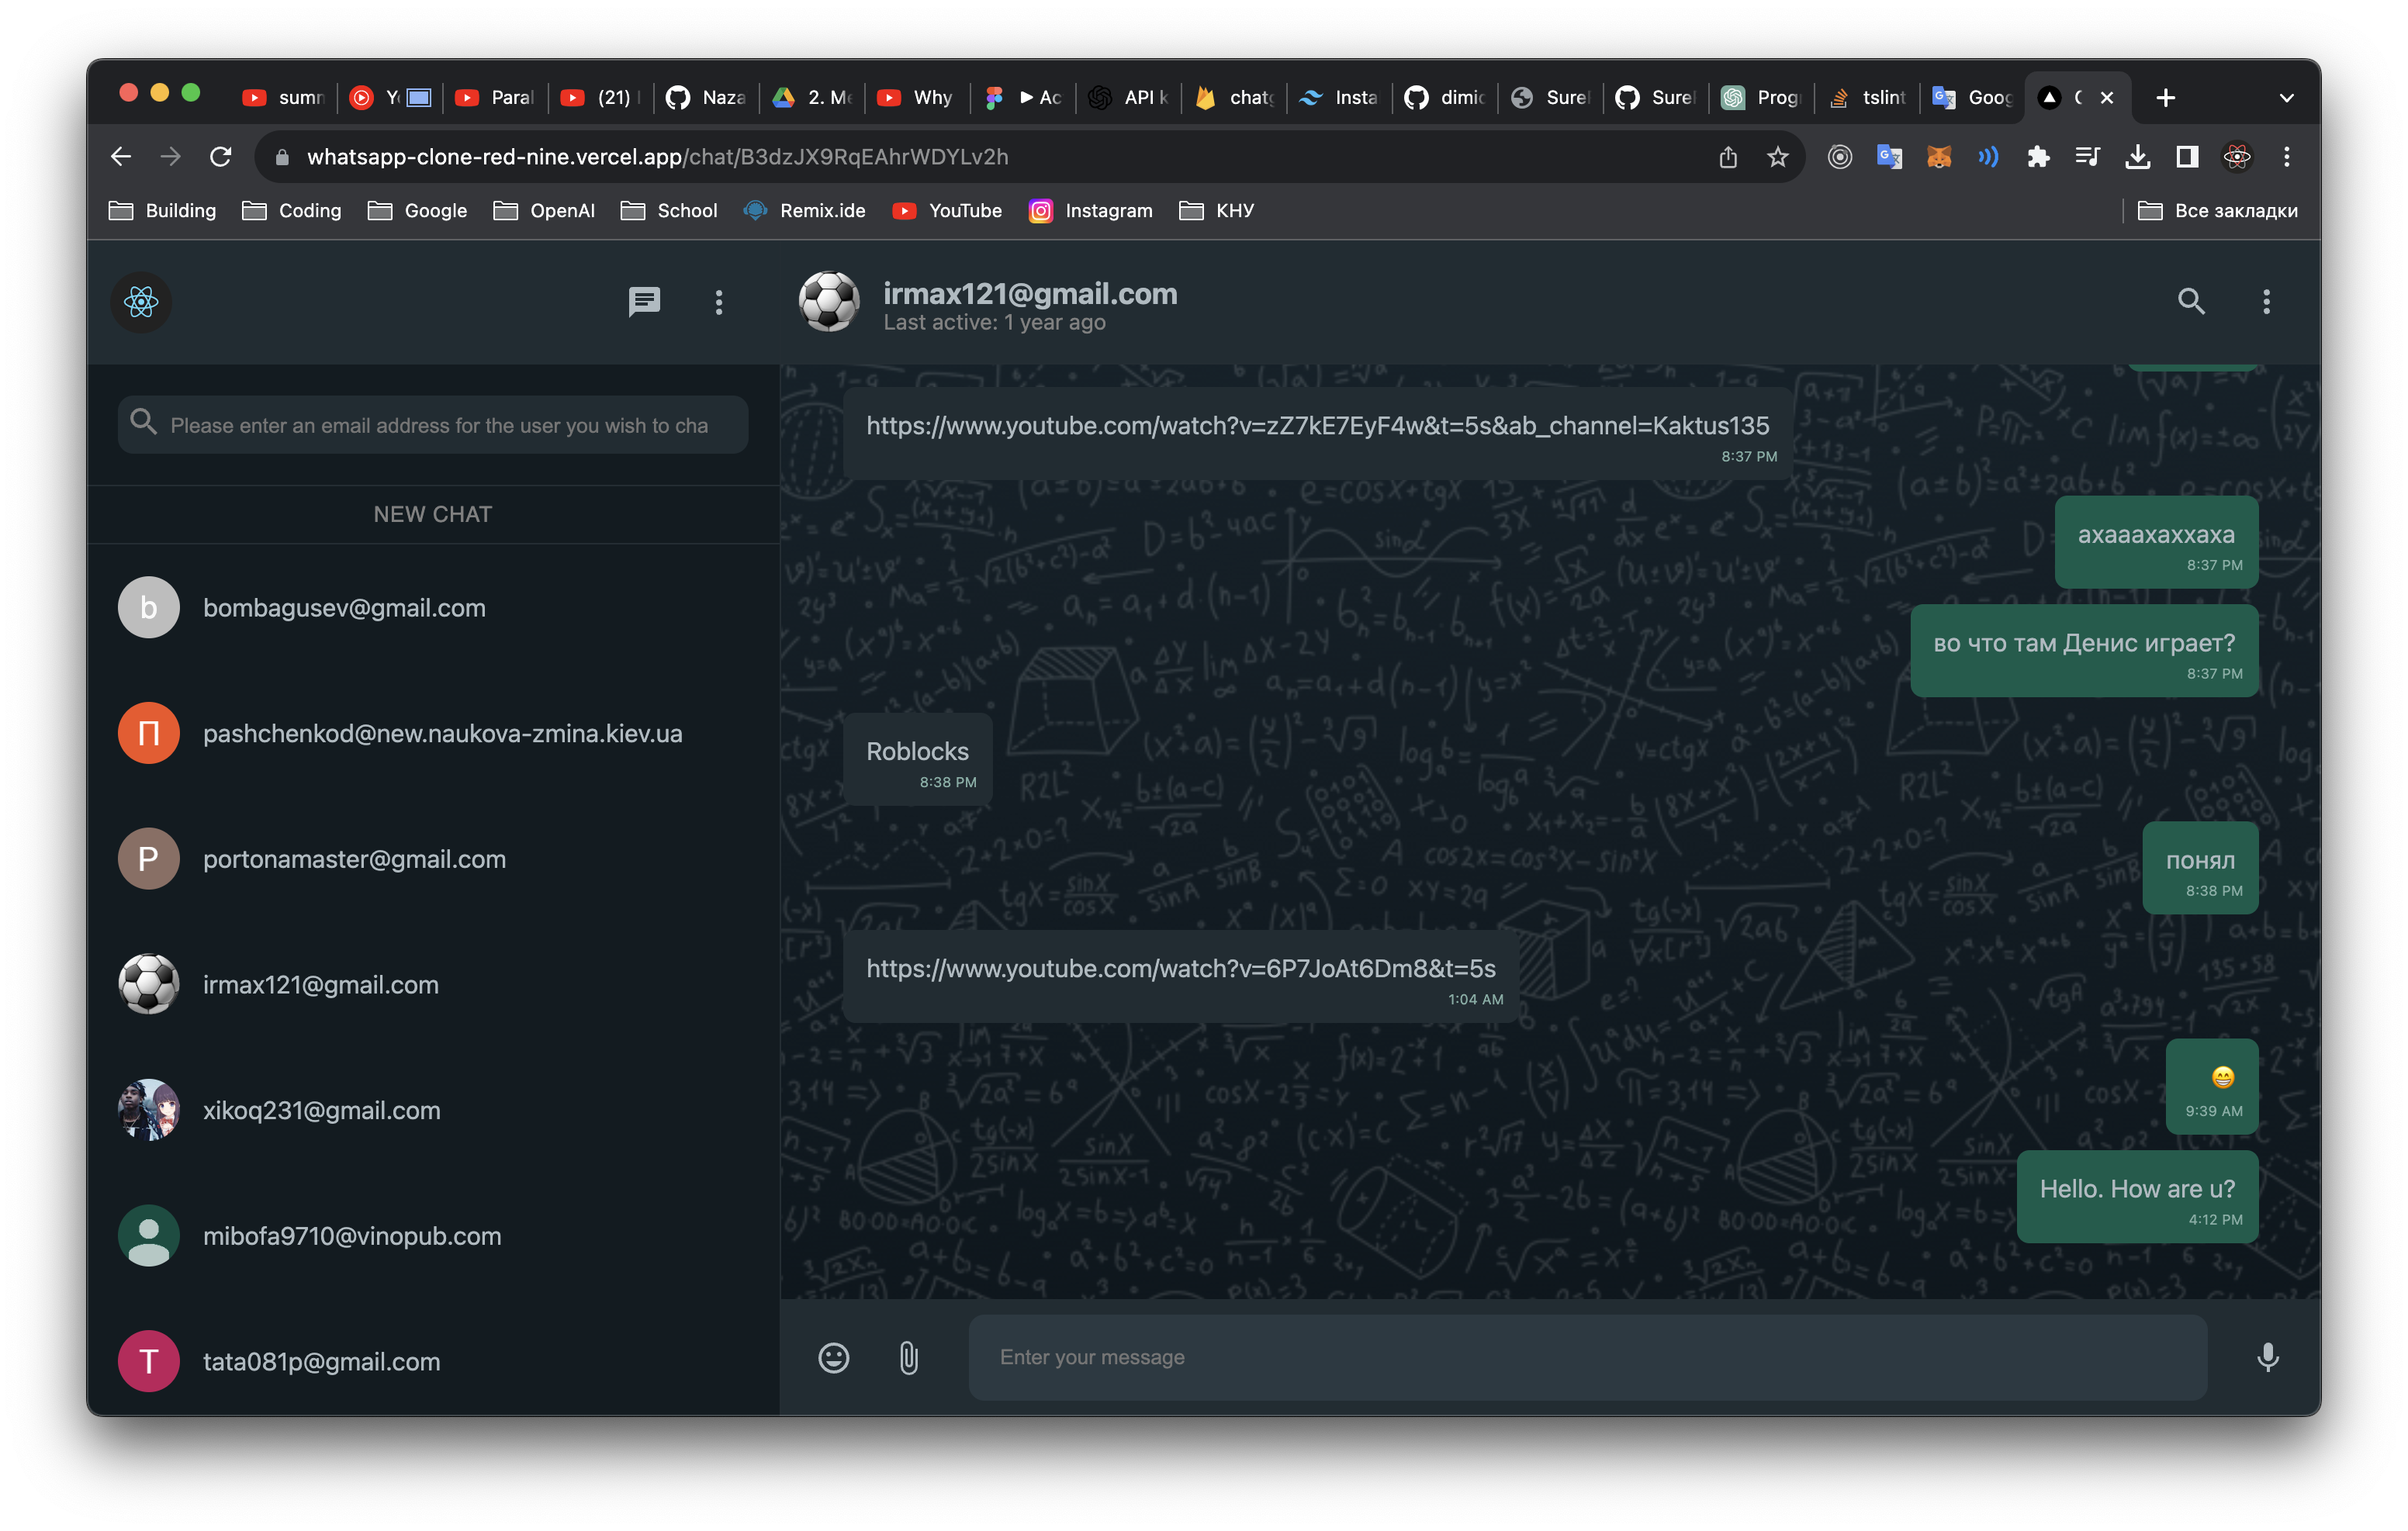 sumn
Y
Paral
(21)
Naza
2. Me
Why
▶ Ac
API k
chatg
Insta
dimic
Surel
Surel
Prog
tslint
Goog
whatsapp-clone-red-nine.vercel.app/chat/B3dzJX9RqEAhrWDYLv2h
Building
Coding
Google
OpenAI
School
Remix.ide
YouTube
Instagram
КНУ
Все закладки
irmax121@gmail.com
Last active: 1 year ago
Please enter an email address for the user you wish to cha
NEW CHAT
b
bombagusev@gmail.com
П
pashchenkod@new.naukova-zmina.kiev.ua
P
portonamaster@gmail.com
irmax121@gmail.com
xikoq231@gmail.com
mibofa9710@vinopub.com
T
tata081p@gmail.com
https://www.youtube.com/watch?v=zZ7kE7EyF4w&t=5s&ab_channel=Kaktus135
8:37 PM
ахааахаххаха
8:37 PM
во что там Денис играет?
8:37 PM
Roblocks
8:38 PM
понял
8:38 PM
https://www.youtube.com/watch?v=6P7JoAt6Dm8&t=5s
1:04 AM
😁
9:39 AM
Hello. How are u?
4:12 PM
Enter your message